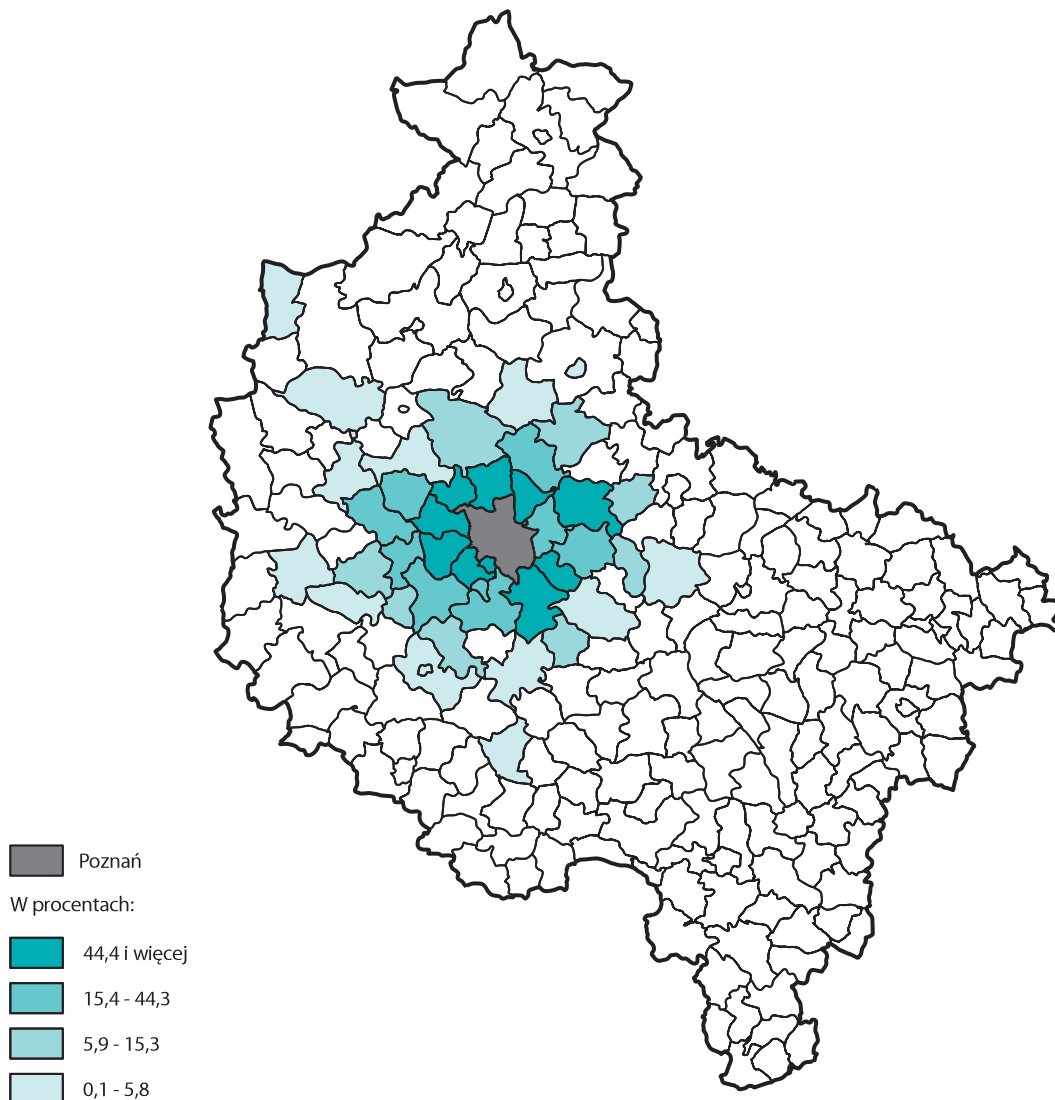 Poznań
W procentach:
44,4 i więcej
15,4 - 44,3
5,9 - 15,3
0,1 - 5,8